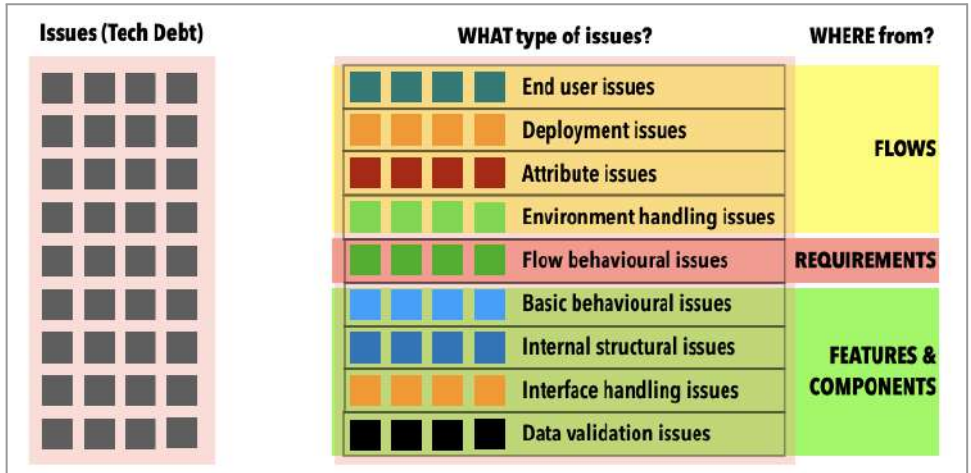 Issues (Tech Debt)
WHAT type of issues?
WHERE from?
End user issues
Deployment issues
Attribute issues
Environment handling issues
FLOWS
Flow behavioural issues
REQUIREMENTS
Basic behavioural issues
Internal structural issues
Interface handling issues
Data validation issues
FEATURES &
COMPONENTS